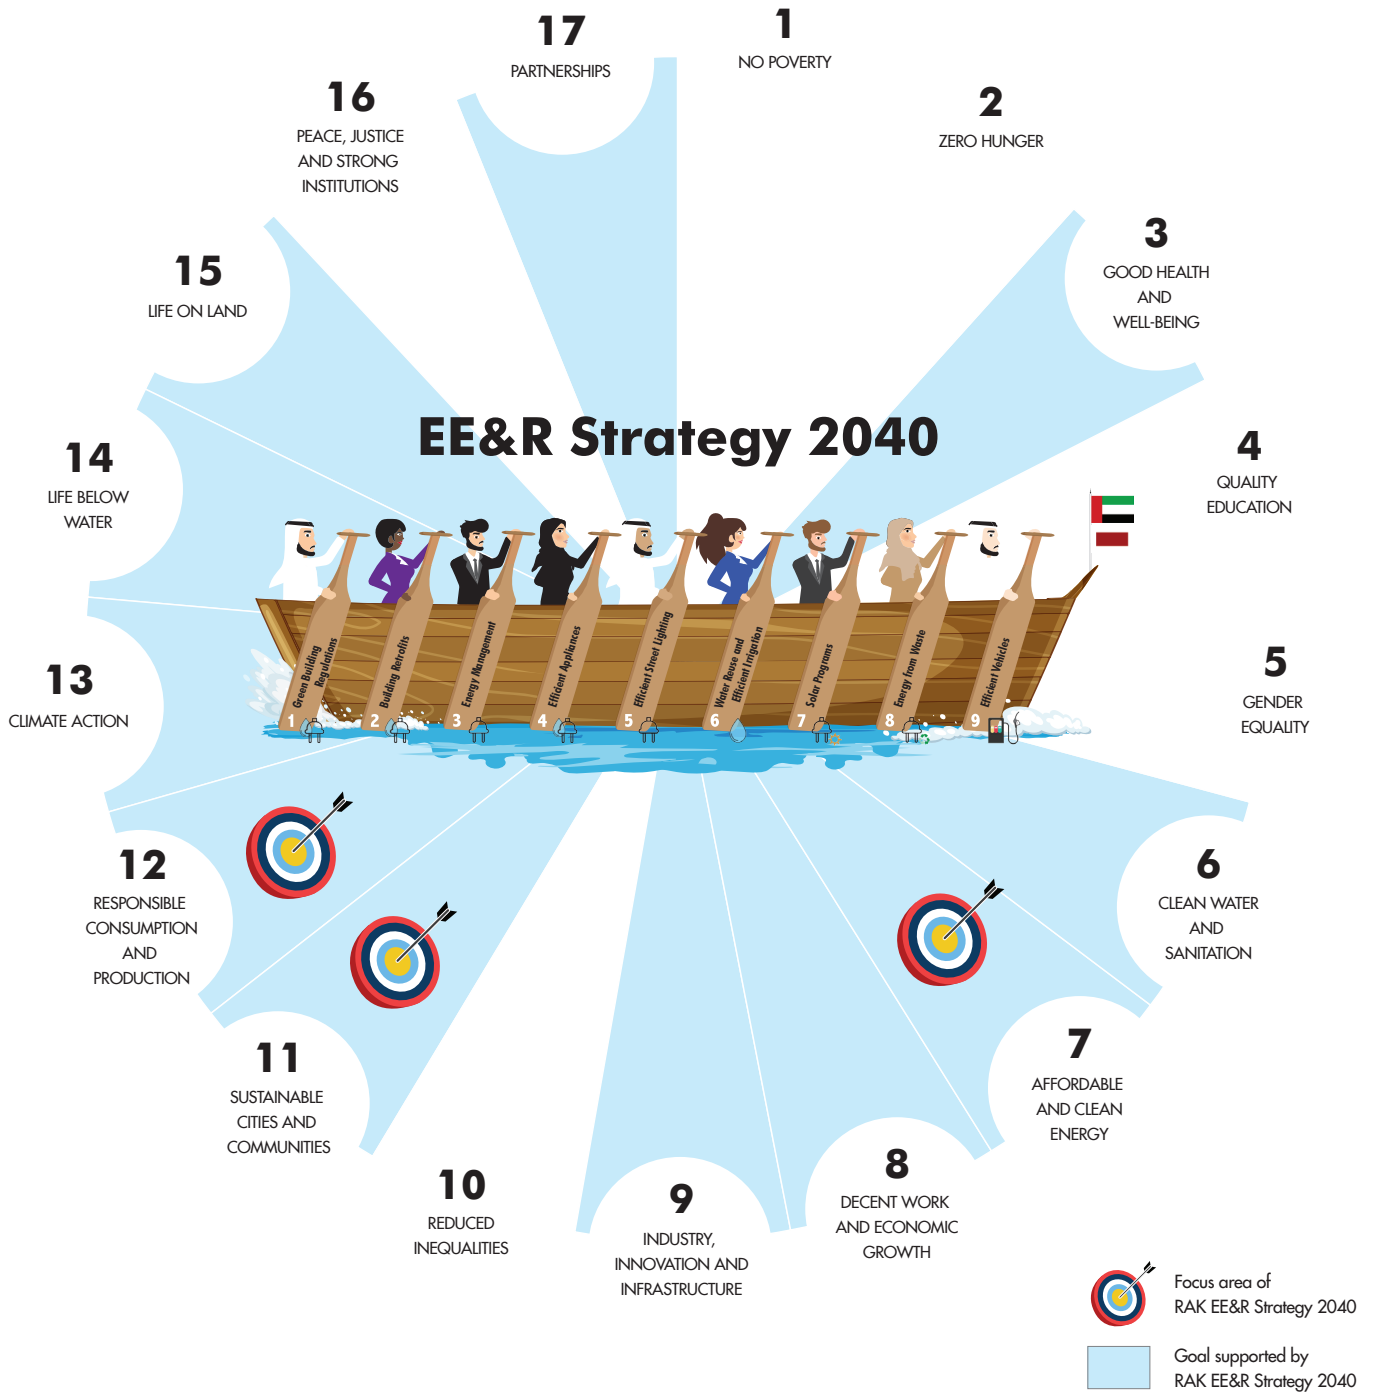 17
PARTNERSHIPS
1
NO POVERTY
2
ZERO HUNGER
3
GOOD HEALTH
AND
WELL-BEING
4
QUALITY
EDUCATION
5
GENDER
EQUALITY
6
CLEAN WATER
AND
SANITATION
7
AFFORDABLE
AND CLEAN
ENERGY
8
DECENT WORK
AND ECONOMIC
GROWTH
9
INDUSTRY,
INNOVATION AND
INFRASTRUCTURE
10
REDUCED
INEQUALITIES
11
SUSTAINABLE
CITIES AND
COMMUNITIES
12
RESPONSIBLE
CONSUMPTION
AND
PRODUCTION
13
CLIMATE ACTION
14
LIFE BELOW
WATER
15
LIFE ON LAND
16
PEACE, JUSTICE
AND STRONG
INSTITUTIONS
EE&R Strategy 2040
Green Building
Regulations
1
Building Retrofits
2
Energy Management
3
Efficient Appliances
4
Efficient Street Lighting
5
Water Reuse and
Efficient Irrigation
6
Solar Programs
7
Energy from Waste
8
Efficient Vehicles
9
Focus area of
RAK EE&R Strategy 2040
Goal supported by
RAK EE&R Strategy 2040